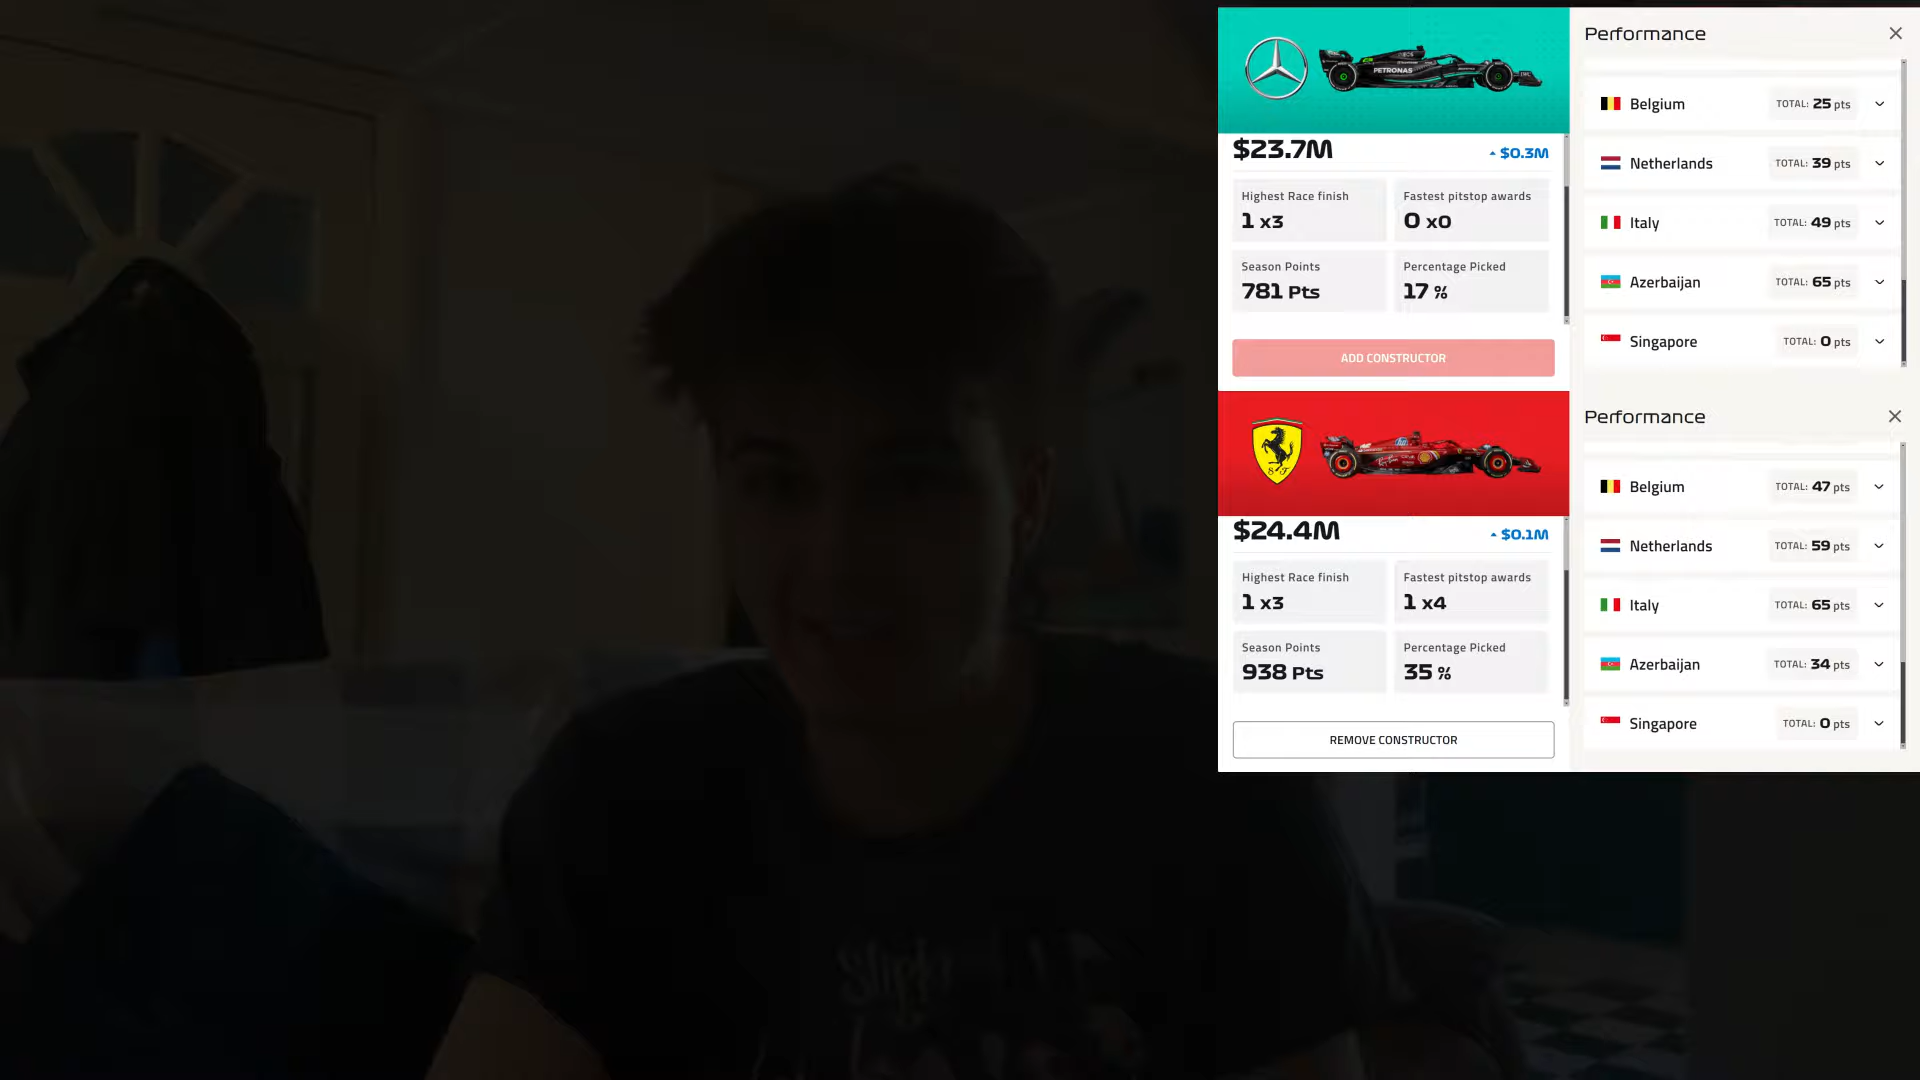 PETRONAS
$23.7M
$0.3M
Highest Race finish
1 x3
Fastest pitstop awards
0 x0
Season Points
781 Pts
Percentage Picked
17 %
ADD CONSTRUCTOR
Performance
Belgium TOTAL: 25 pts
Netherlands TOTAL: 39 pts
Italy TOTAL: 49 pts
Azerbaijan TOTAL: 65 pts
Singapore TOTAL: 0 pts
S F
$24.4M
$0.1M
Highest Race finish
1 x3
Fastest pitstop awards
1 x4
Season Points
938 Pts
Percentage Picked
35 %
REMOVE CONSTRUCTOR
Performance
Belgium TOTAL: 47 pts
Netherlands TOTAL: 59 pts
Italy TOTAL: 65 pts
Azerbaijan TOTAL: 34 pts
Singapore TOTAL: 0 pts